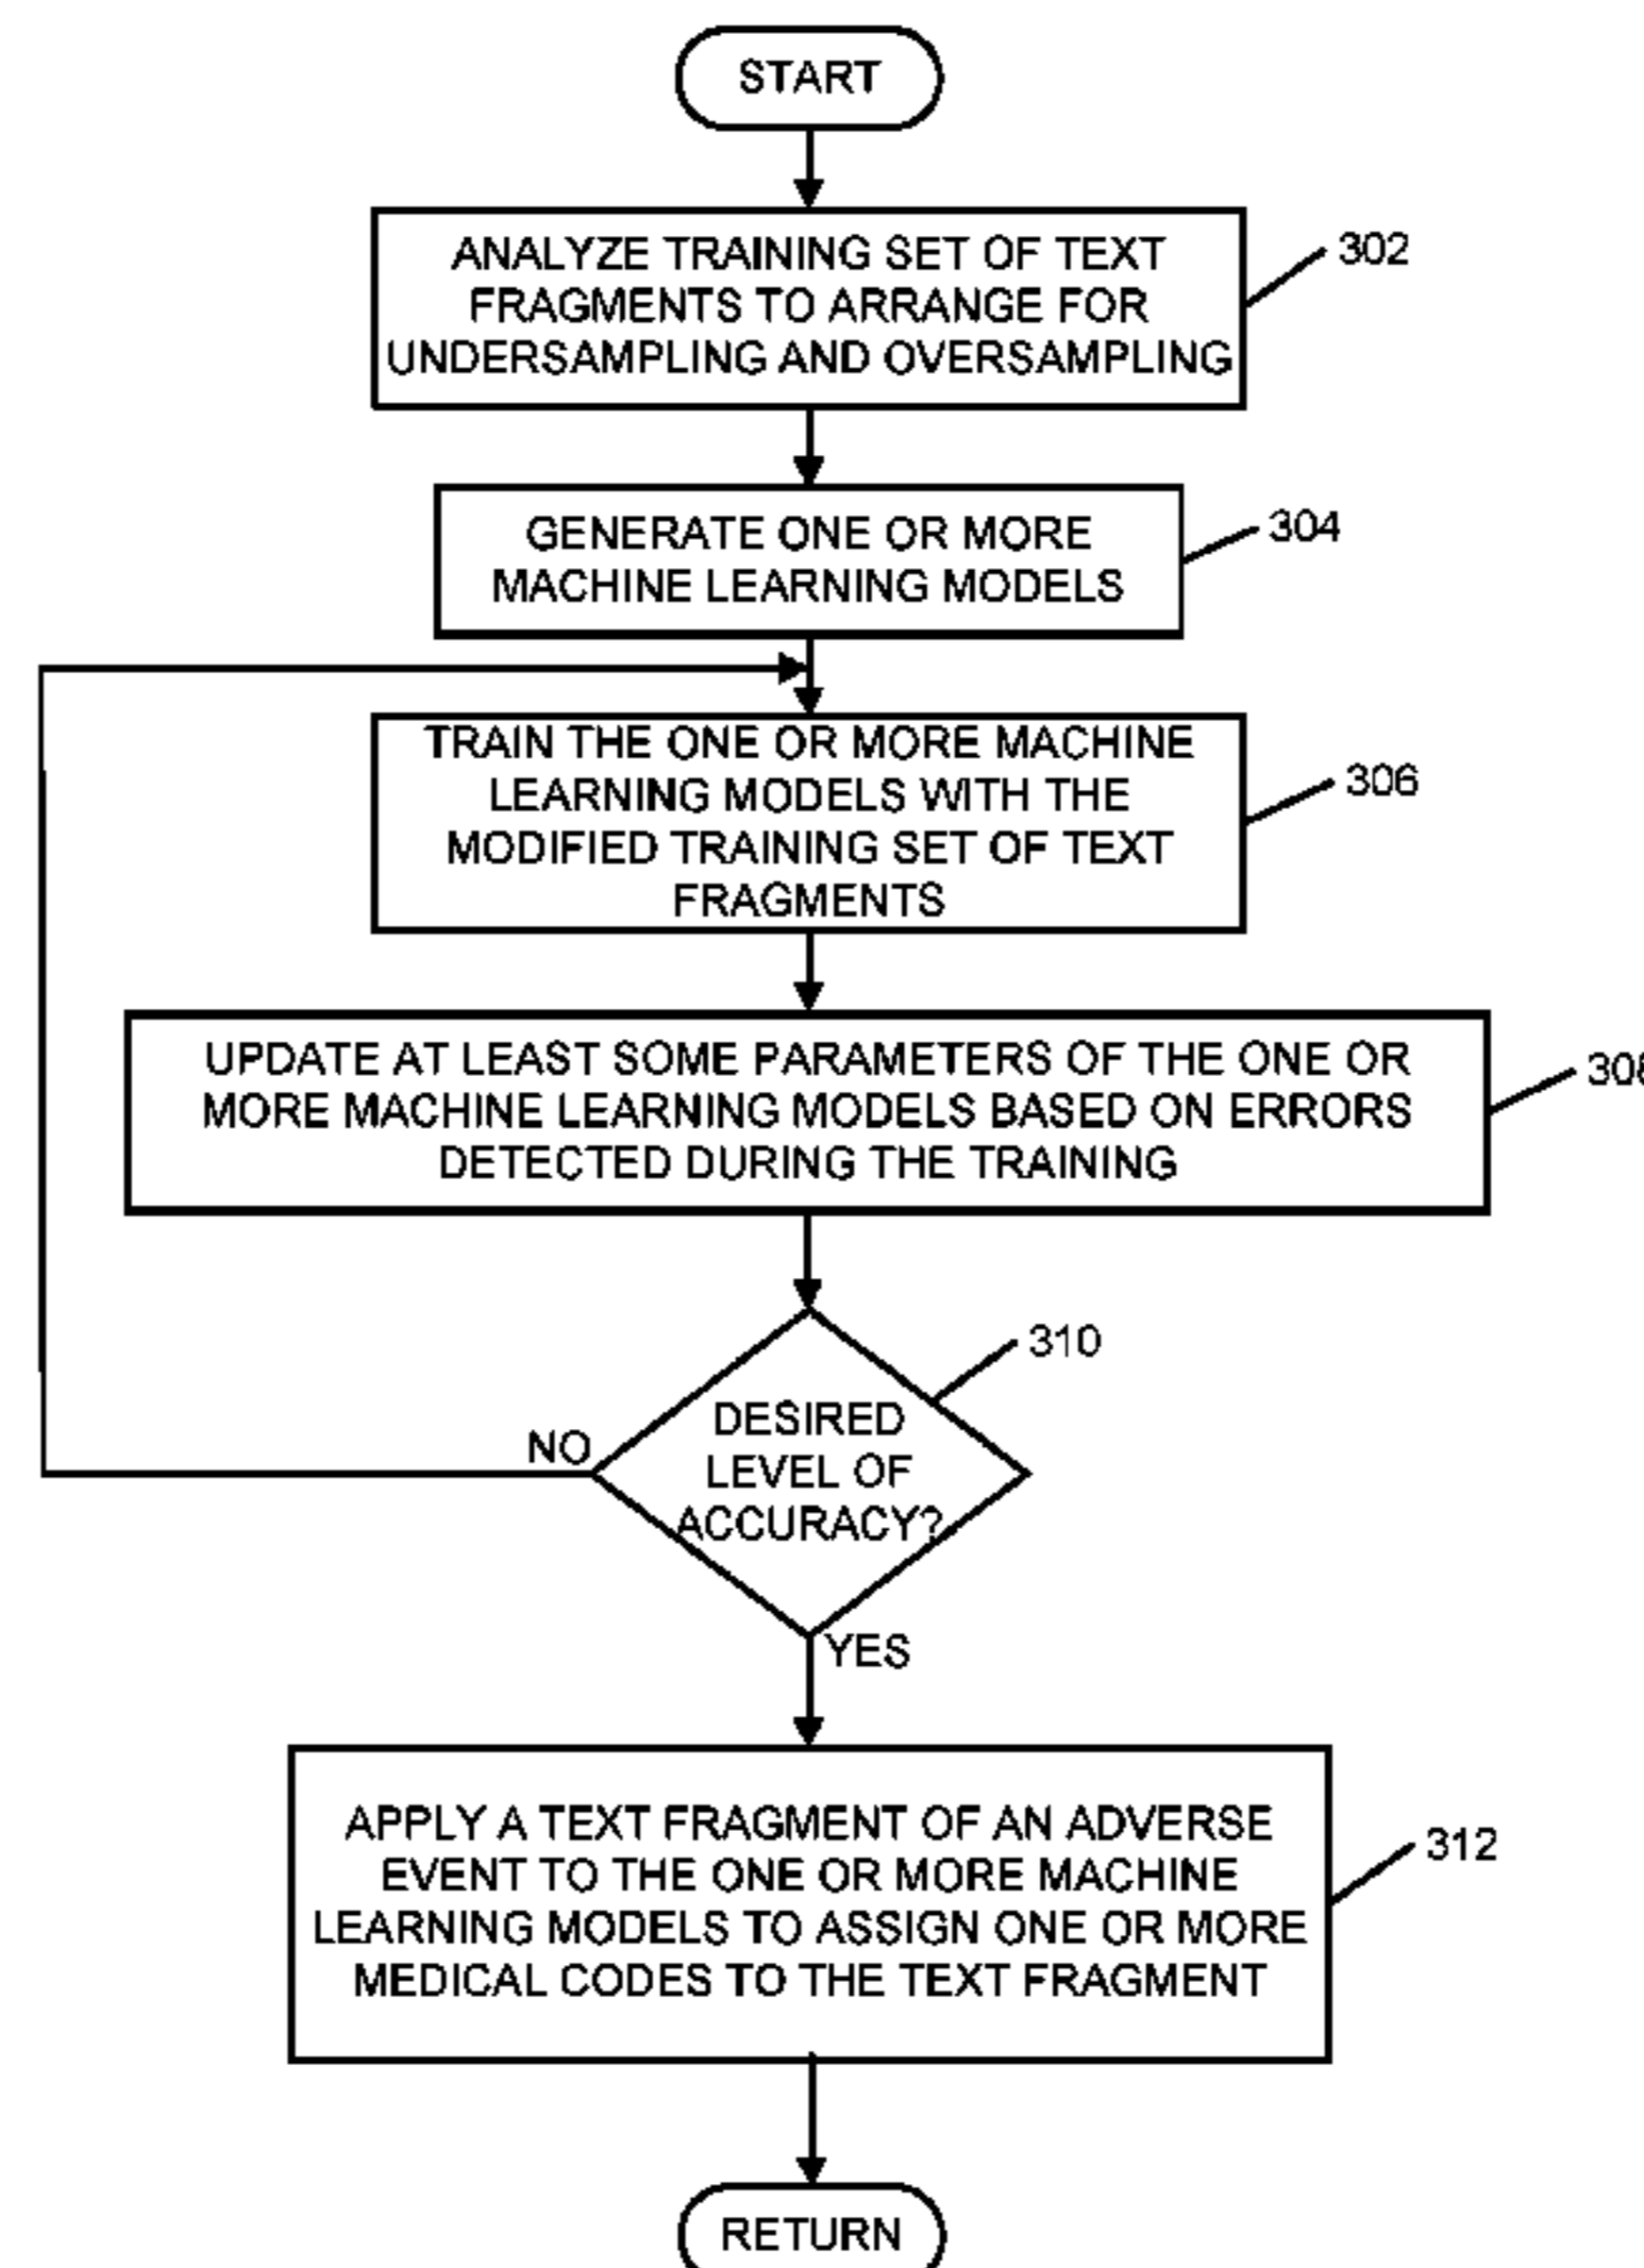 START
ANALYZE TRAINING SET OF TEXT
FRAGMENTS TO ARRANGE FOR
UNDERSAMPLING AND OVERSAMPLING
302
GENERATE ONE OR MORE
MACHINE LEARNING MODELS
304
TRAIN THE ONE OR MORE MACHINE
LEARNING MODELS WITH THE
MODIFIED TRAINING SET OF TEXT
FRAGMENTS
306
UPDATE AT LEAST SOME PARAMETERS OF THE ONE OR
MORE MACHINE LEARNING MODELS BASED ON ERRORS
DETECTED DURING THE TRAINING
308
DESIRED
LEVEL OF
ACCURACY?
310
NO
YES
APPLY A TEXT FRAGMENT OF AN ADVERSE
EVENT TO THE ONE OR MORE MACHINE
LEARNING MODELS TO ASSIGN ONE OR MORE
MEDICAL CODES TO THE TEXT FRAGMENT
312
RETURN